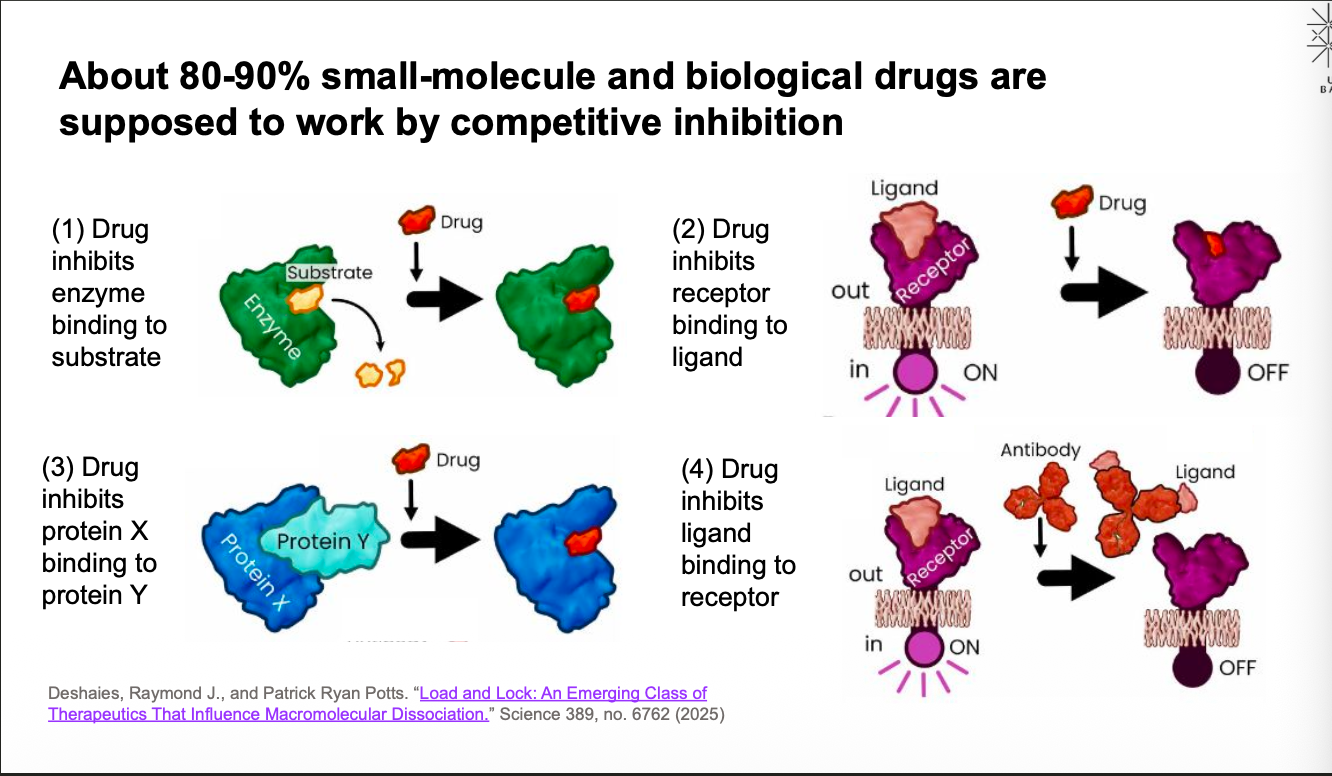 About 80-90% small-molecule and biological drugs are
supposed to work by competitive inhibition
(1) Drug
inhibits
enzyme
binding to
substrate
Substrate
Enzyme
Drug
(2) Drug
inhibits
receptor
binding to
ligand
Ligand
Receptor
out
in
ON
Drug
OFF
(3) Drug
inhibits
protein X
binding to
protein Y
Protein X
Protein Y
Drug
(4) Drug
inhibits
ligand
binding to
receptor
Ligand
Receptor
out
in
ON
Antibody
Ligand
OFF
Deshaies, Raymond J., and Patrick Ryan Potts. “Load and Lock: An Emerging Class of
Therapeutics That Influence Macromolecular Dissociation.” Science 389, no. 6762 (2025)